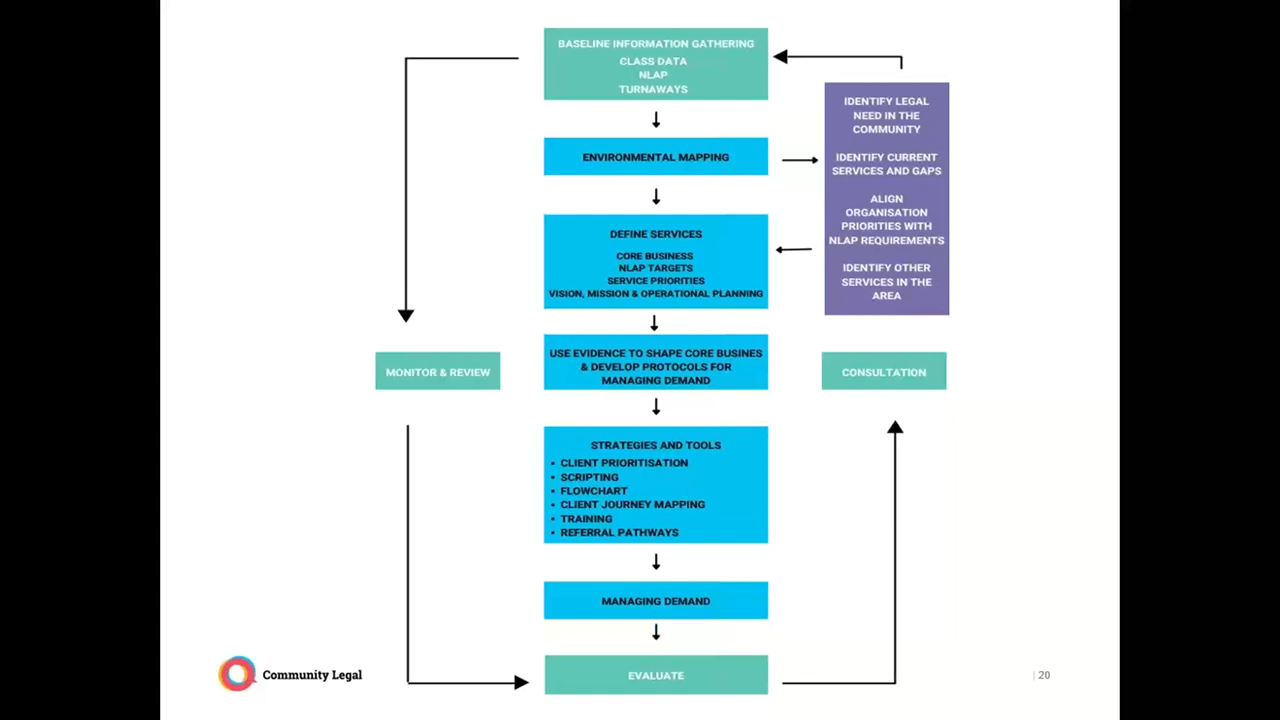 BASELINE INFORMATION GATHERING
CLASS DATA
NLAP
TURNAWAYS
ENVIRONMENTAL MAPPING
IDENTIFY LEGAL
NEED IN THE
COMMUNITY
IDENTIFY CURRENT
SERVICES AND GAPS
ALIGN
ORGANISATION
PRIORITIES WITH
NLAP REQUIREMENTS
IDENTIFY OTHER
SERVICES IN THE
AREA
DEFINE SERVICES
CORE BUSINESS
NLAP TARGETS
SERVICE PRIORITIES
VISION, MISSION & OPERATIONAL PLANNING
MONITOR & REVIEW
USE EVIDENCE TO SHAPE CORE BUSINES
& DEVELOP PROTOCOLS FOR
MANAGING DEMAND
CONSULTATION
STRATEGIES AND TOOLS
• CLIENT PRIORITISATION
• SCRIPTING
• FLOWCHART
• CLIENT JOURNEY MAPPING
• TRAINING
• REFERRAL PATHWAYS
MANAGING DEMAND
EVALUATE
Community Legal
| 20